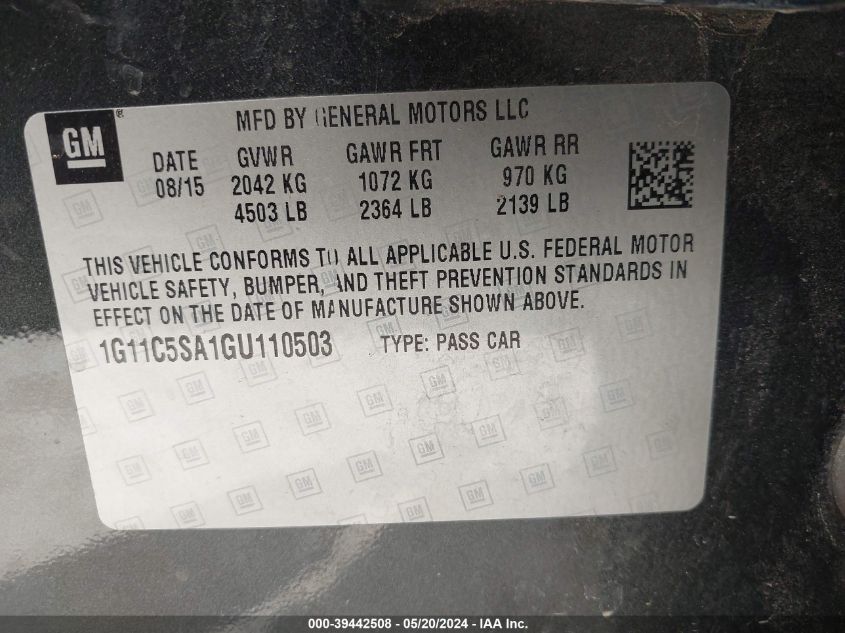 GM ®
MFD BY GENERAL MOTORS LLC
DATE GVWR GAWR FRT GAWR RR
08/15 2042 KG 1072 KG 970 KG
4503 LB 2364 LB 2139 LB
THIS VEHICLE CONFORMS TO ALL APPLICABLE U.S. FEDERAL MOTOR
VEHICLE SAFETY, BUMPER, AND THEFT PREVENTION STANDARDS IN
EFFECT ON THE DATE OF MANUFACTURE SHOWN ABOVE.
1G11C5SA1GU110503 TYPE: PASS CAR
000-39442508 - 05/20/2024 - IAA Inc.